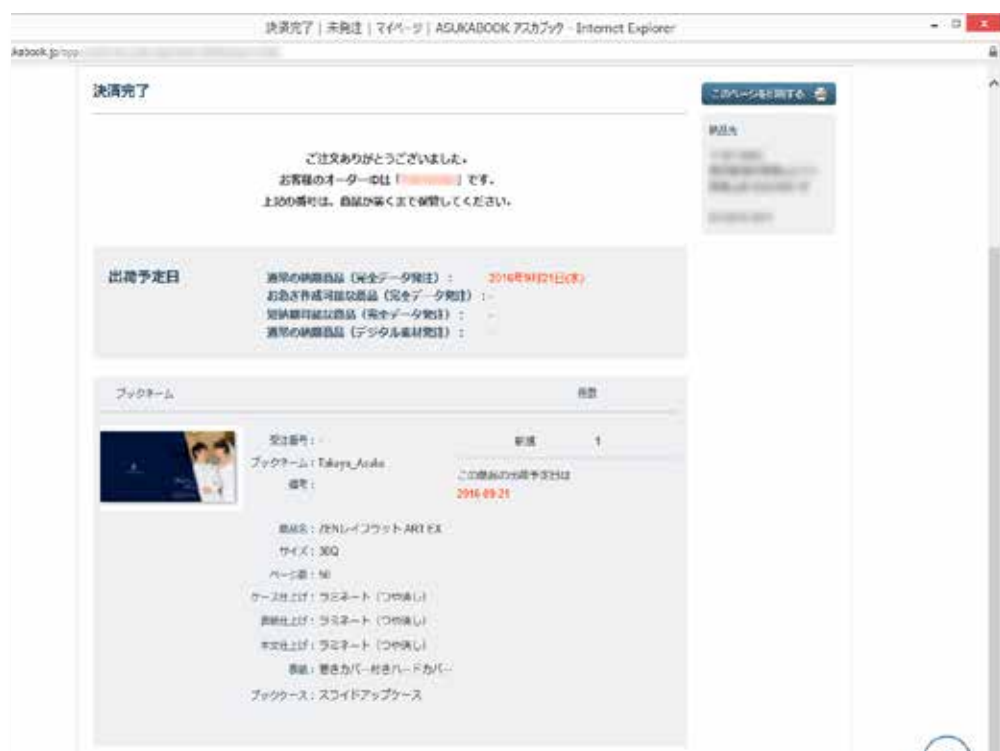 決済完了 | 未発注 | マイページ | ASUKABOOK アスカブック - Internet Explorer
決済完了
このページを印刷する
納品先
ご注文ありがとうございました。
お客様のオーダーIDは「 」です。
上記の番号は、商品が届くまで保管してください。
出荷予定日
通常の納期商品（完全データ発注）： 2016年9月21日(水)
お急ぎ作成可能な商品（完全データ発注）：-
短納期可能な商品（完全データ発注）： -
通常の納期商品（デジタル素材発注）： -
ブックネーム
冊数
受注番号：-
新規 1
ブックネーム：Takuya_Asuka
備考：
この商品の出荷予定日は
2016-09-21
商品名：ZENレイフラット ART EX
サイズ：30Q
ページ数：50
ケース仕上げ：ラミネート（つや消し）
表紙仕上げ：ラミネート（つや消し）
本文仕上げ：ラミネート（つや消し）
表紙：巻きカバー付きハードカバー
ブックケース：スライドアップケース